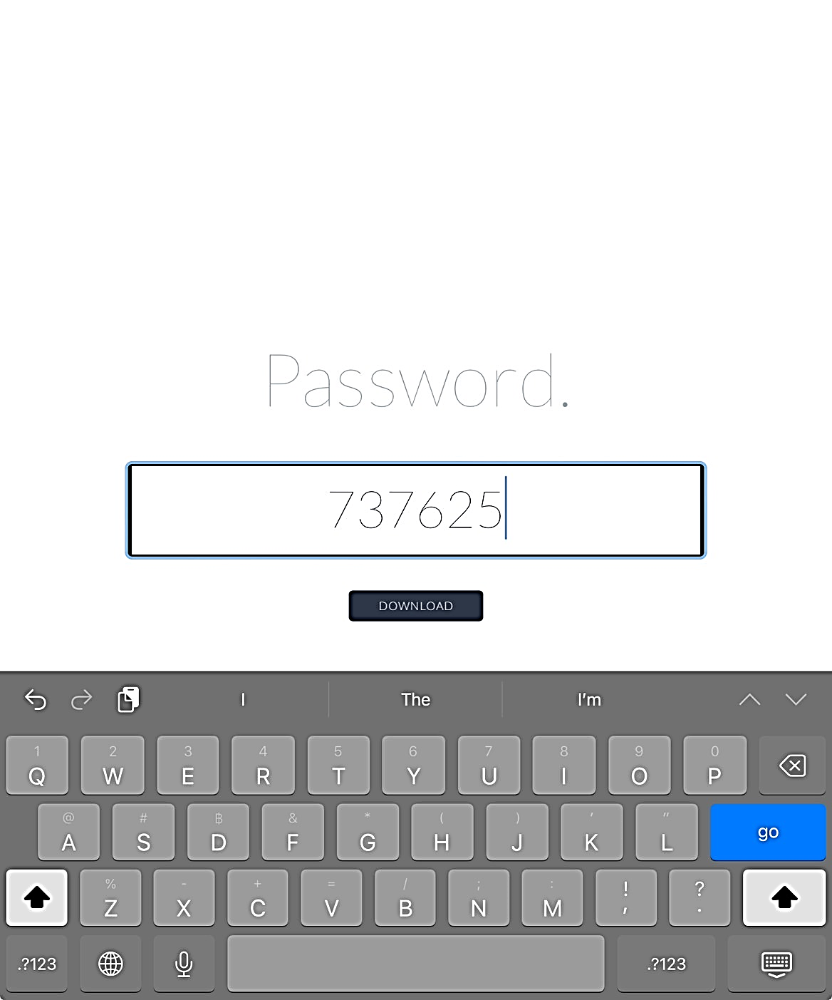 Password.
737625
DOWNLOAD
I The I'm
1 2 3 4 5 6 7 8 9 0
Q W E R T Y U I O P
@ # ฿ & * ( ) ' "
A S D F G H J K L go
% - + = / ; : ! ?
Z X C V B N M , .
.?123 .?123